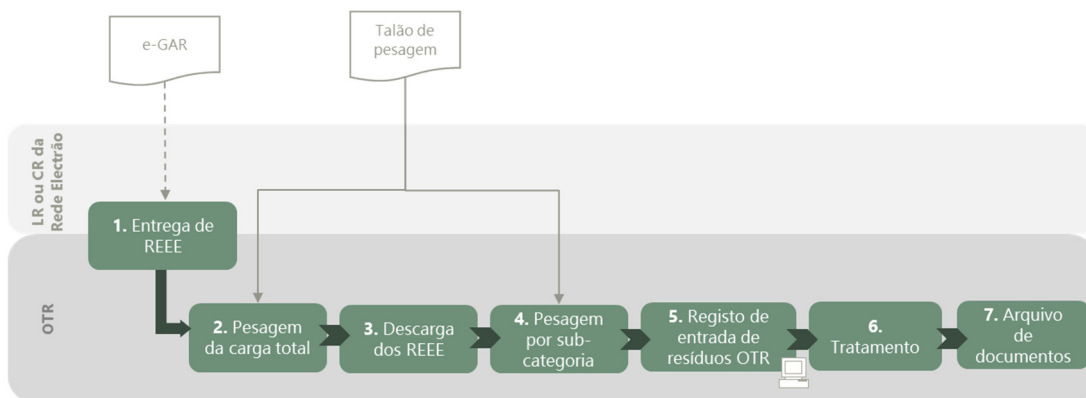 e-GAR
Talão de
pesagem
LR ou CR da
Rede Electrão
1. Entrega de
REEE
OTR
2. Pesagem
da carga total
3. Descarga
dos REEE
4. Pesagem
por sub-
categoria
5. Registo de
entrada de
resíduos OTR
6.
Tratamento
7. Arquivo
de
documentos